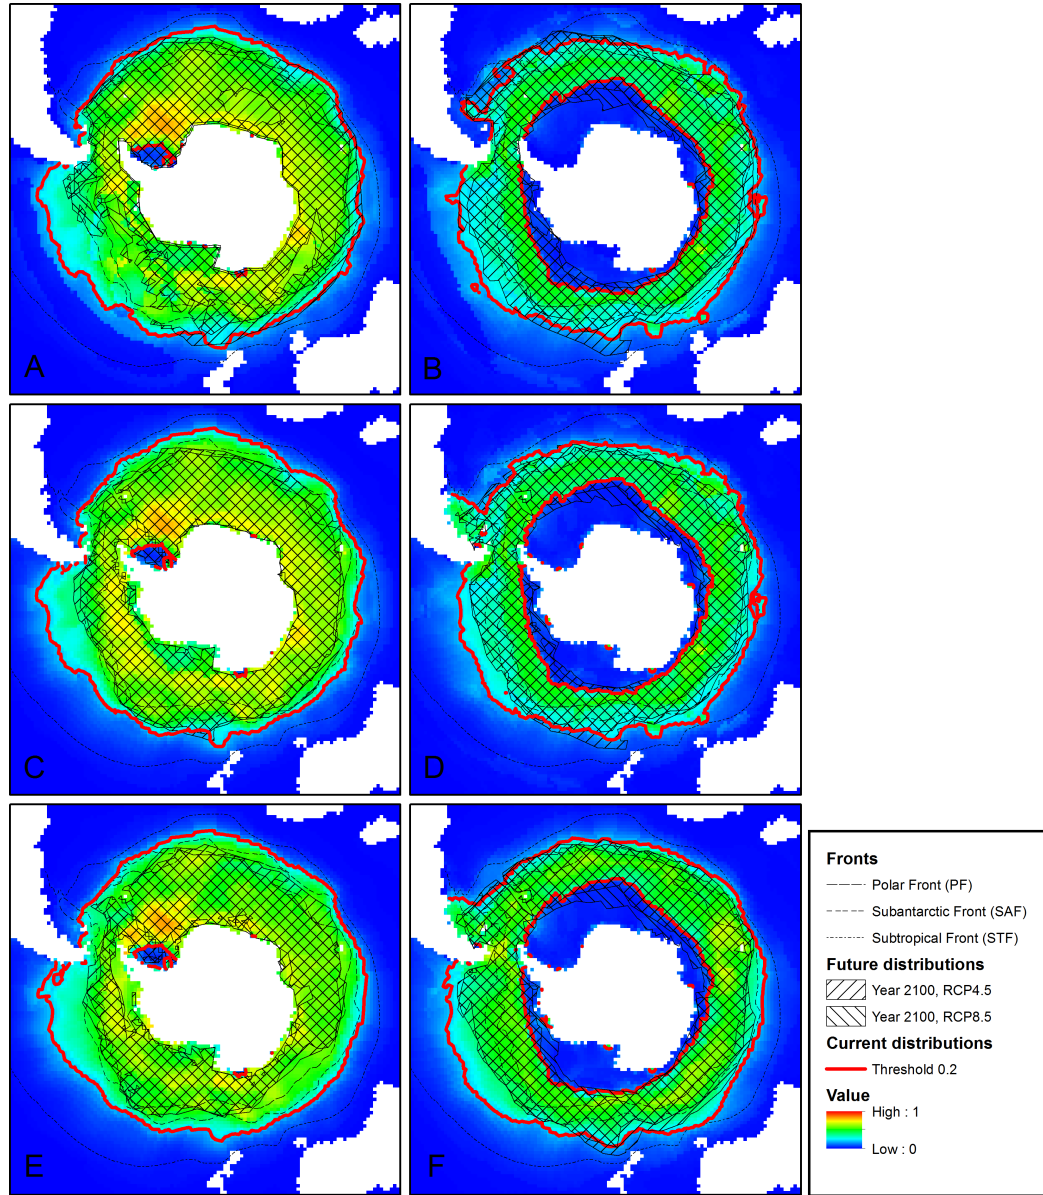 A
B
C
D
E
F
Fronts
Polar Front (PF)
Subantarctic Front (SAF)
Subtropical Front (STF)
Future distributions
Year 2100, RCP4.5
Year 2100, RCP8.5
Current distributions
Threshold 0.2
Value
High : 1
Low : 0